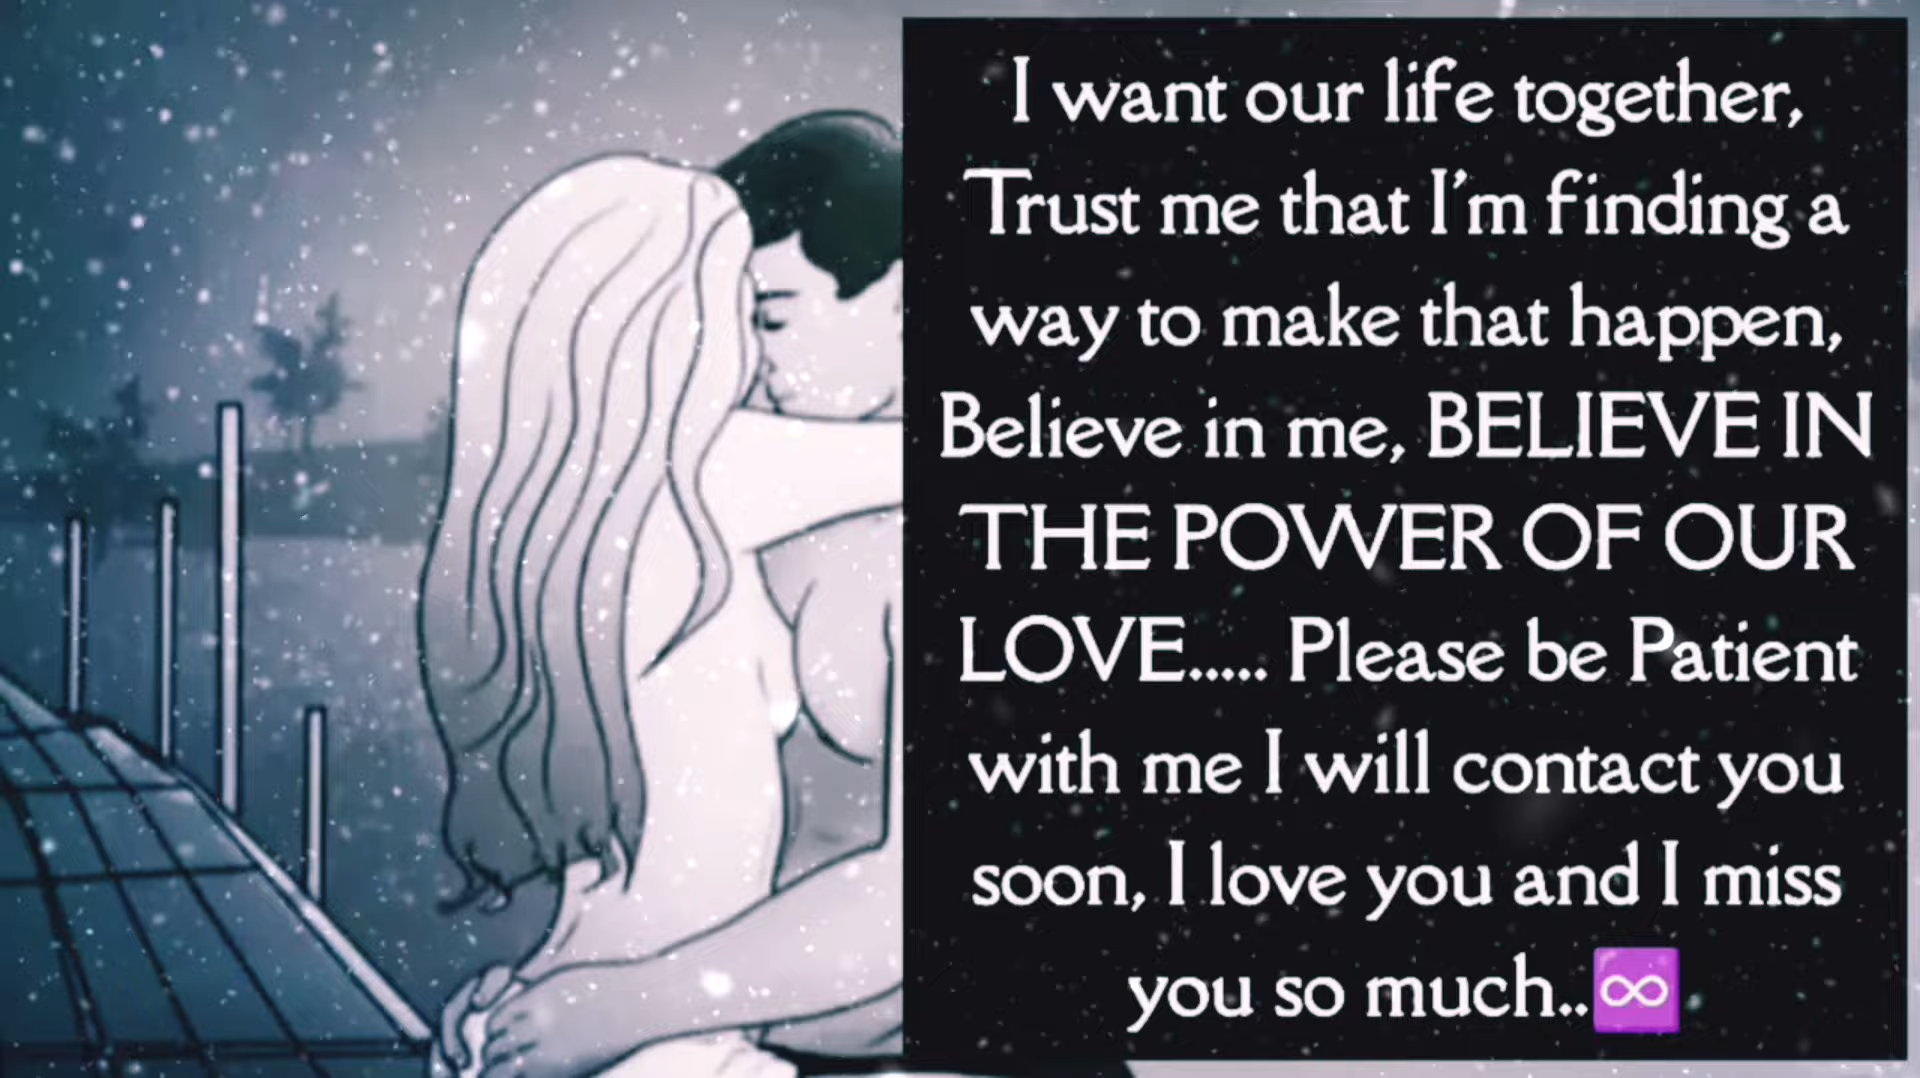 I want our life together,
Trust me that I'm finding a
way to make that happen,
Believe in me, BELIEVE IN
THE POWER OF OUR
LOVE..... Please be Patient
with me I will contact you
soon, I love you and I miss
you so much..♾️